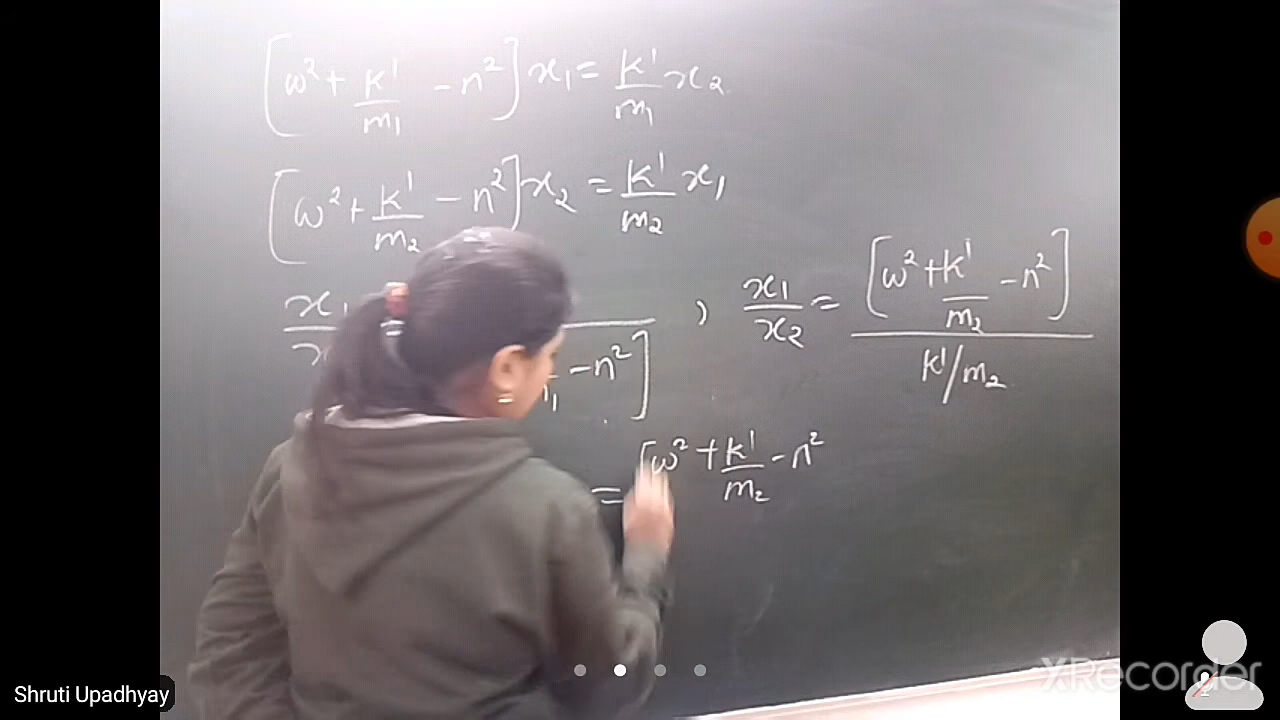 [ω² + K'/m₁ - n²] x₁ = K'/m₁ x₂
[ω² + K'/m₂ - n²] x₂ = K'/m₂ x₁
x₁ - n²] , x₁/x₂ = [ω² + K'/m₂ - n²] / K'/m₂
= [ω² + K'/m₂ - n²
Shruti Upadhyay
XRecorder